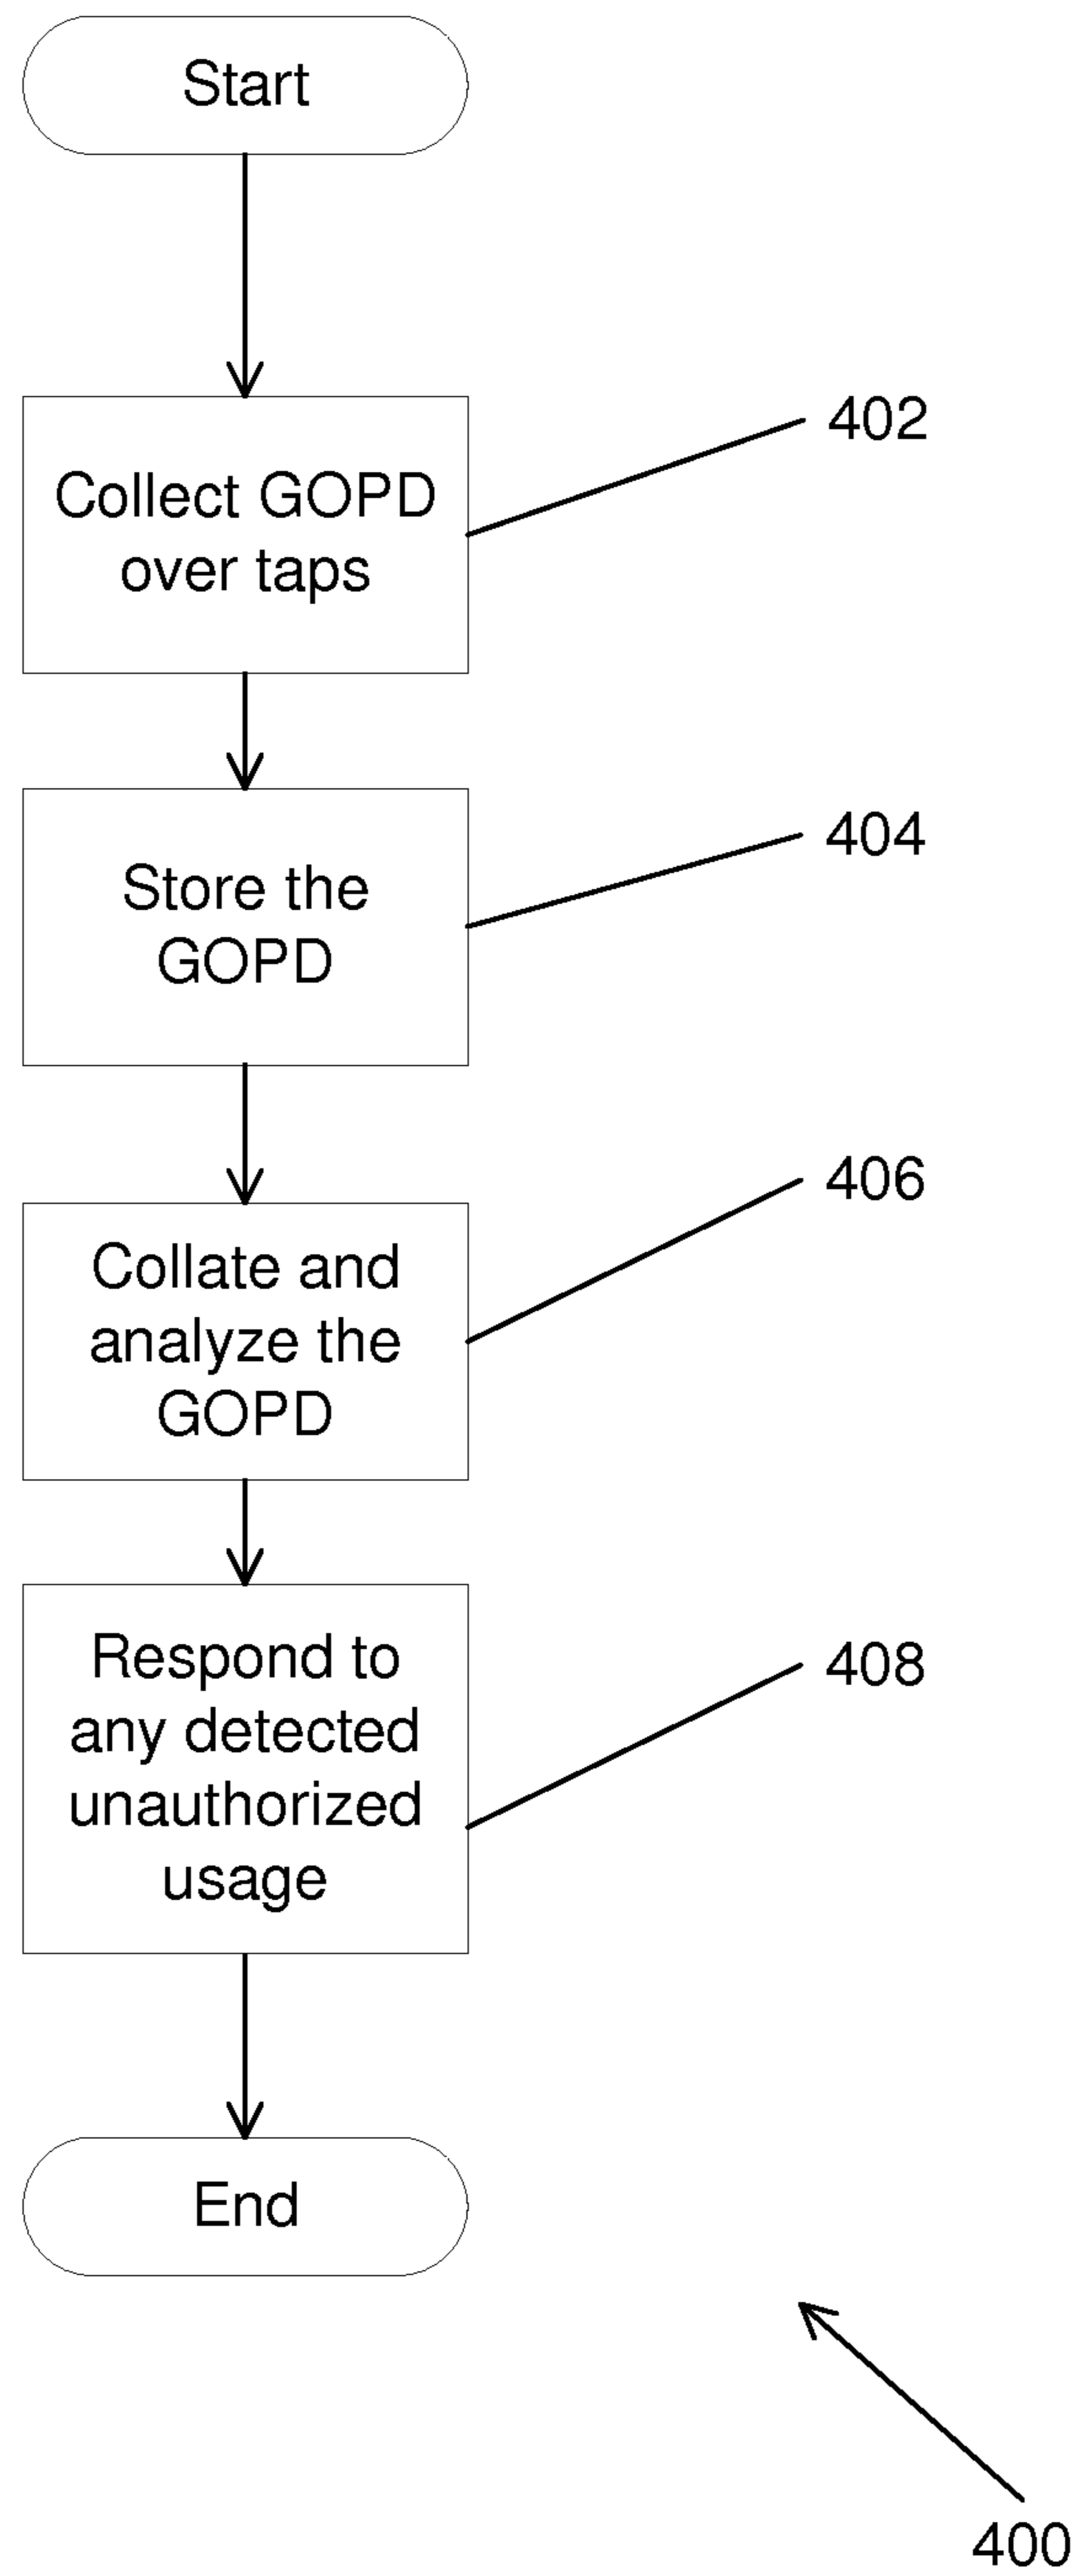 Start
402
Collect GOPD
over taps
404
Store the
GOPD
406
Collate and
analyze the
GOPD
408
Respond to
any detected
unauthorized
usage
End
400